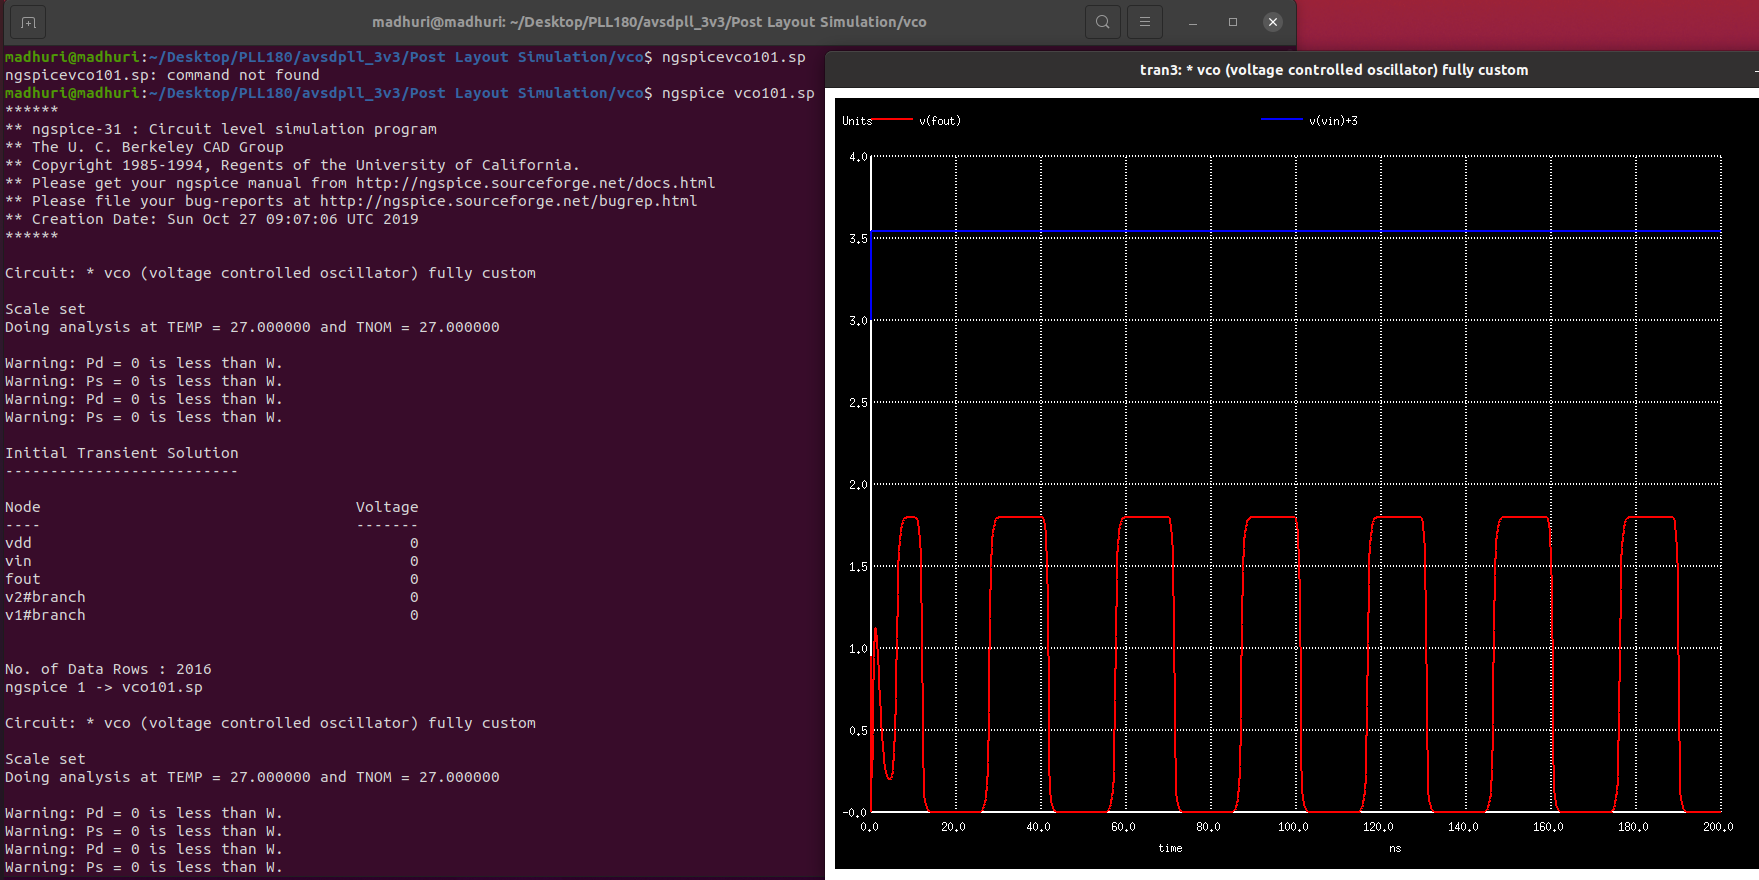 madhuri@madhuri: ~/Desktop/PLL180/avsdpll_3v3/Post Layout Simulation/vco
madhuri@madhuri:~/Desktop/PLL180/avsdpll_3v3/Post Layout Simulation/vco$ ngspicevco101.sp
ngspicevco101.sp: command not found
madhuri@madhuri:~/Desktop/PLL180/avsdpll_3v3/Post Layout Simulation/vco$ ngspice vco101.sp
******
** ngspice-31 : Circuit level simulation program
** The U. C. Berkeley CAD Group
** Copyright 1985-1994, Regents of the University of California.
** Please get your ngspice manual from http://ngspice.sourceforge.net/docs.html
** Please file your bug-reports at http://ngspice.sourceforge.net/bugrep.html
** Creation Date: Sun Oct 27 09:07:06 UTC 2019
******
Circuit: * vco (voltage controlled oscillator) fully custom
Scale set
Doing analysis at TEMP = 27.000000 and TNOM = 27.000000
Warning: Pd = 0 is less than W.
Warning: Ps = 0 is less than W.
Warning: Pd = 0 is less than W.
Warning: Ps = 0 is less than W.
Initial Transient Solution
--------------------------
Node Voltage
---- -------
vdd 0
vin 0
fout 0
v2#branch 0
v1#branch 0
No. of Data Rows : 2016
ngspice 1 -> vco101.sp
Circuit: * vco (voltage controlled oscillator) fully custom
Scale set
Doing analysis at TEMP = 27.000000 and TNOM = 27.000000
Warning: Pd = 0 is less than W.
Warning: Ps = 0 is less than W.
Warning: Pd = 0 is less than W.
Warning: Ps = 0 is less than W.
tran3: * vco (voltage controlled oscillator) fully custom
Units v(fout) v(vin)+3
4.0
3.5
3.0
2.5
2.0
1.5
1.0
0.5
-0.0
0.0 20.0 40.0 60.0 80.0 100.0 120.0 140.0 160.0 180.0 200.0
time ns